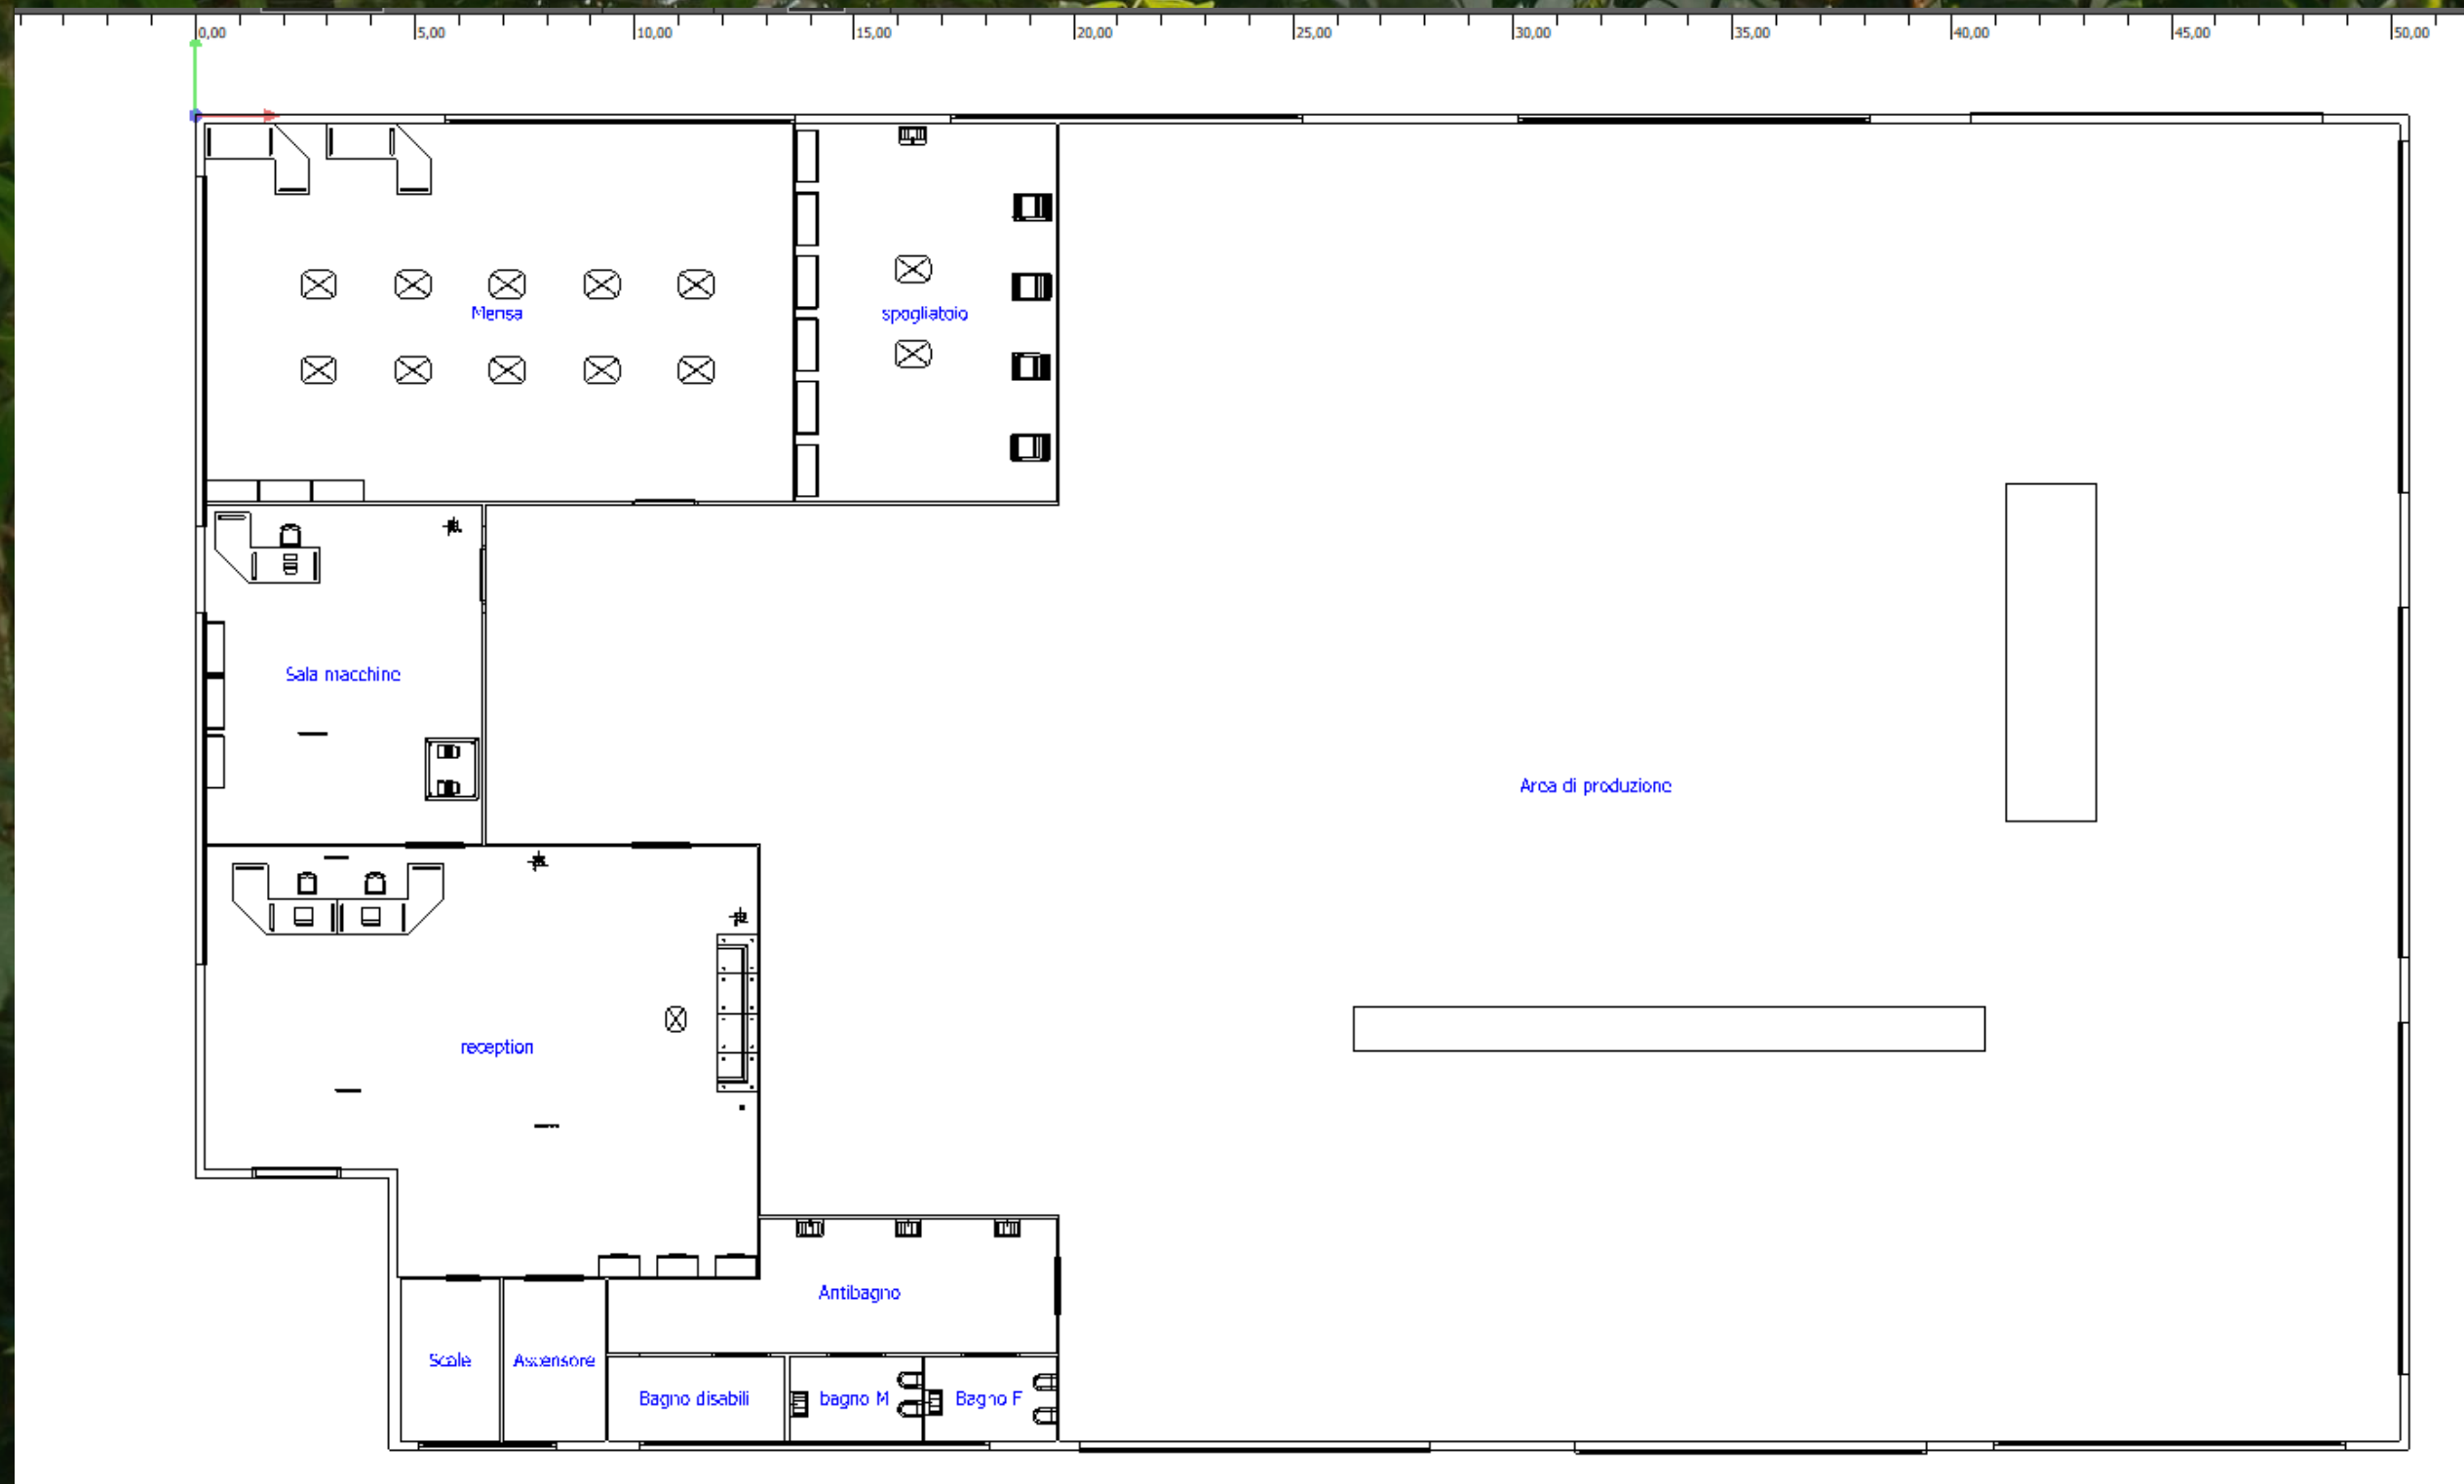 0,00 5,00 10,00 15,00 20,00 25,00 30,00 35,00 40,00 45,00 50,00
Mensa
spogliatoio
Sala macchine
Area di produzione
reception
Antibagno
Scale
Ascensore
Bagno disabili
bagno M
Bagno F